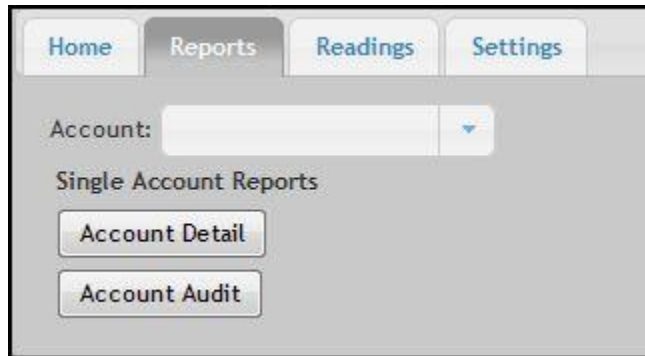 Home Reports Readings Settings
Account:
Single Account Reports
Account Detail
Account Audit